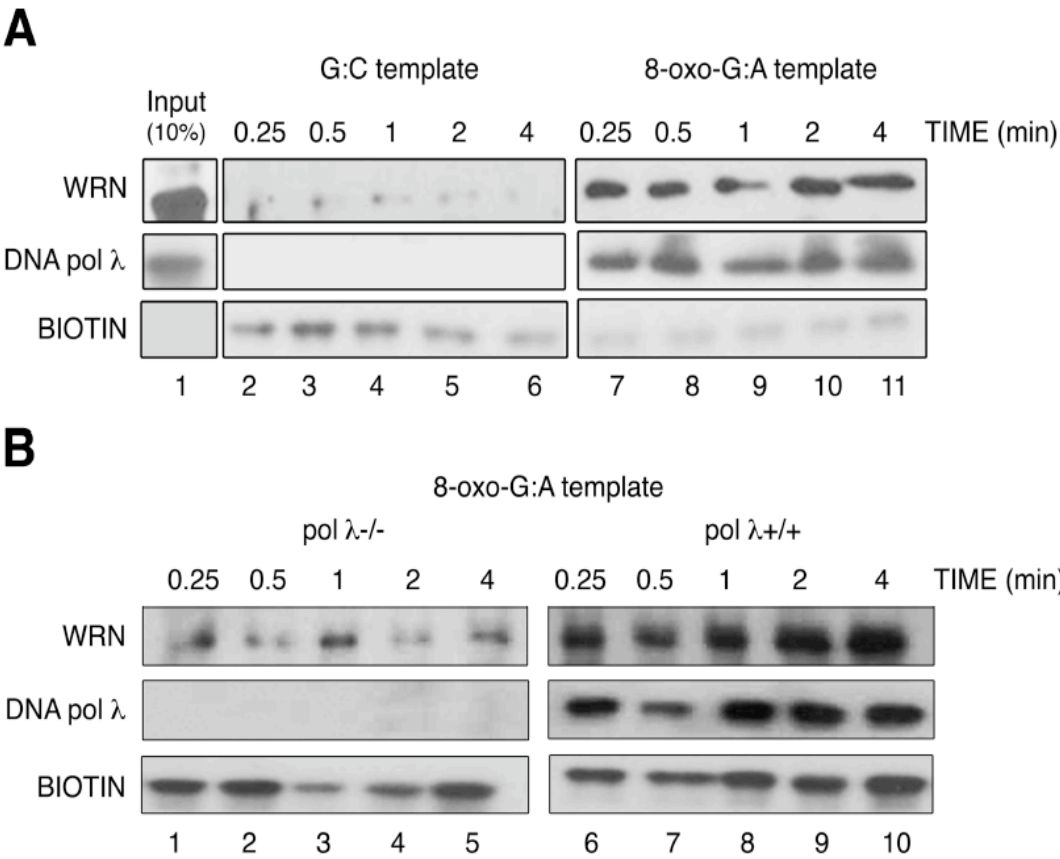 A
G:C template 8-oxo-G:A template
Input
(10%) 0.25 0.5 1 2 4 0.25 0.5 1 2 4 TIME (min)
WRN
DNA pol λ
BIOTIN
1 2 3 4 5 6 7 8 9 10 11
B
8-oxo-G:A template
pol λ-/- pol λ+/+
0.25 0.5 1 2 4 0.25 0.5 1 2 4 TIME (min)
WRN
DNA pol λ
BIOTIN
1 2 3 4 5 6 7 8 9 10